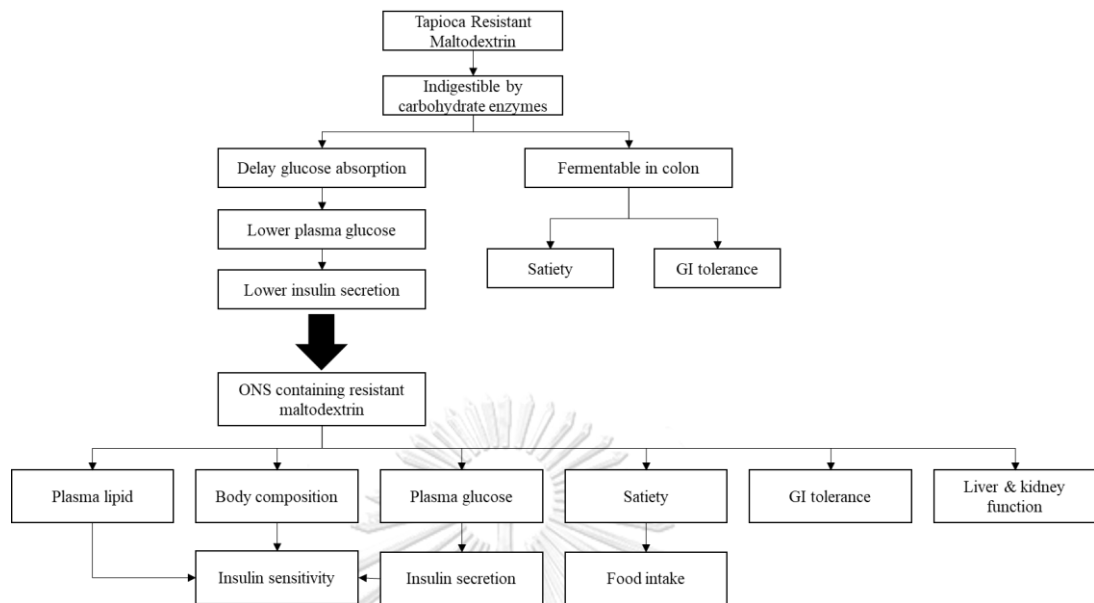 Tapioca Resistant
Maltodextrin
Indigestible by
carbohydrate enzymes
Delay glucose absorption
Fermentable in colon
Lower plasma glucose
Satiety
GI tolerance
Lower insulin secretion
ONS containing resistant
maltodextrin
Plasma lipid
Body composition
Plasma glucose
Satiety
GI tolerance
Liver & kidney
function
Insulin sensitivity
Insulin secretion
Food intake